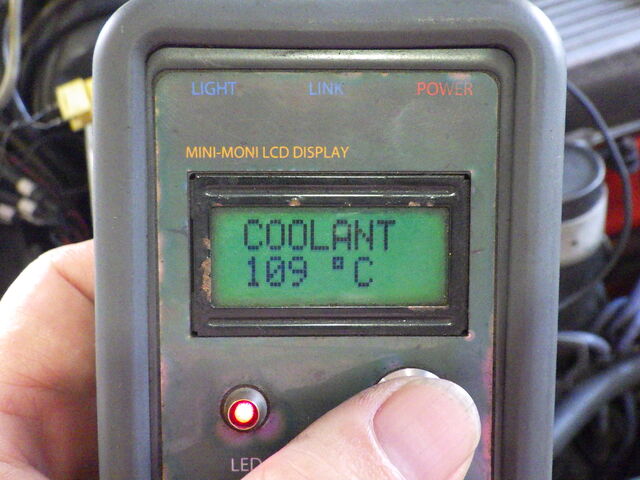 LIGHT LINK POWER
MINI-MONI LCD DISPLAY
COOLANT
109 °C
LED